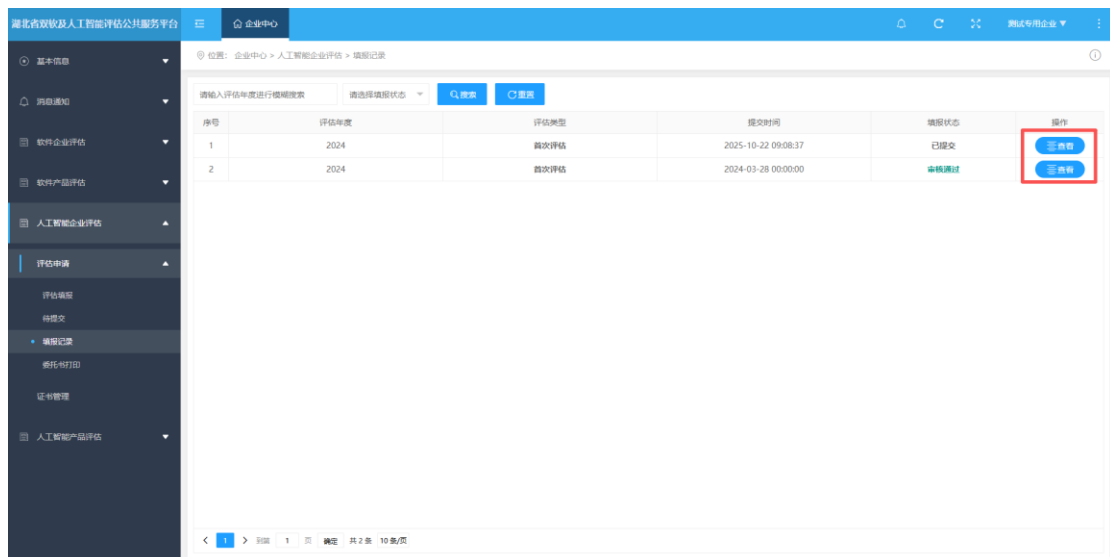 湖北省双软及人工智能评估公共服务平台
企业中心
测试专用企业
基本信息
位置： 企业中心 > 人工智能企业评估 > 填报记录
消息通知
请输入评估年度进行模糊搜索 请选择填报状态 搜索 重置
序号 评估年度 评估类型 提交时间 填报状态 操作
1 2024 首次评估 2025-10-22 09:08:37 已提交 查看
2 2024 首次评估 2024-03-28 00:00:00 审核通过 查看
软件企业评估
软件产品评估
人工智能企业评估
评估申请
评估填报
待提交
填报记录
委托书打印
证书管理
人工智能产品评估
1 到第 1 页 确定 共 2 条 10 条/页